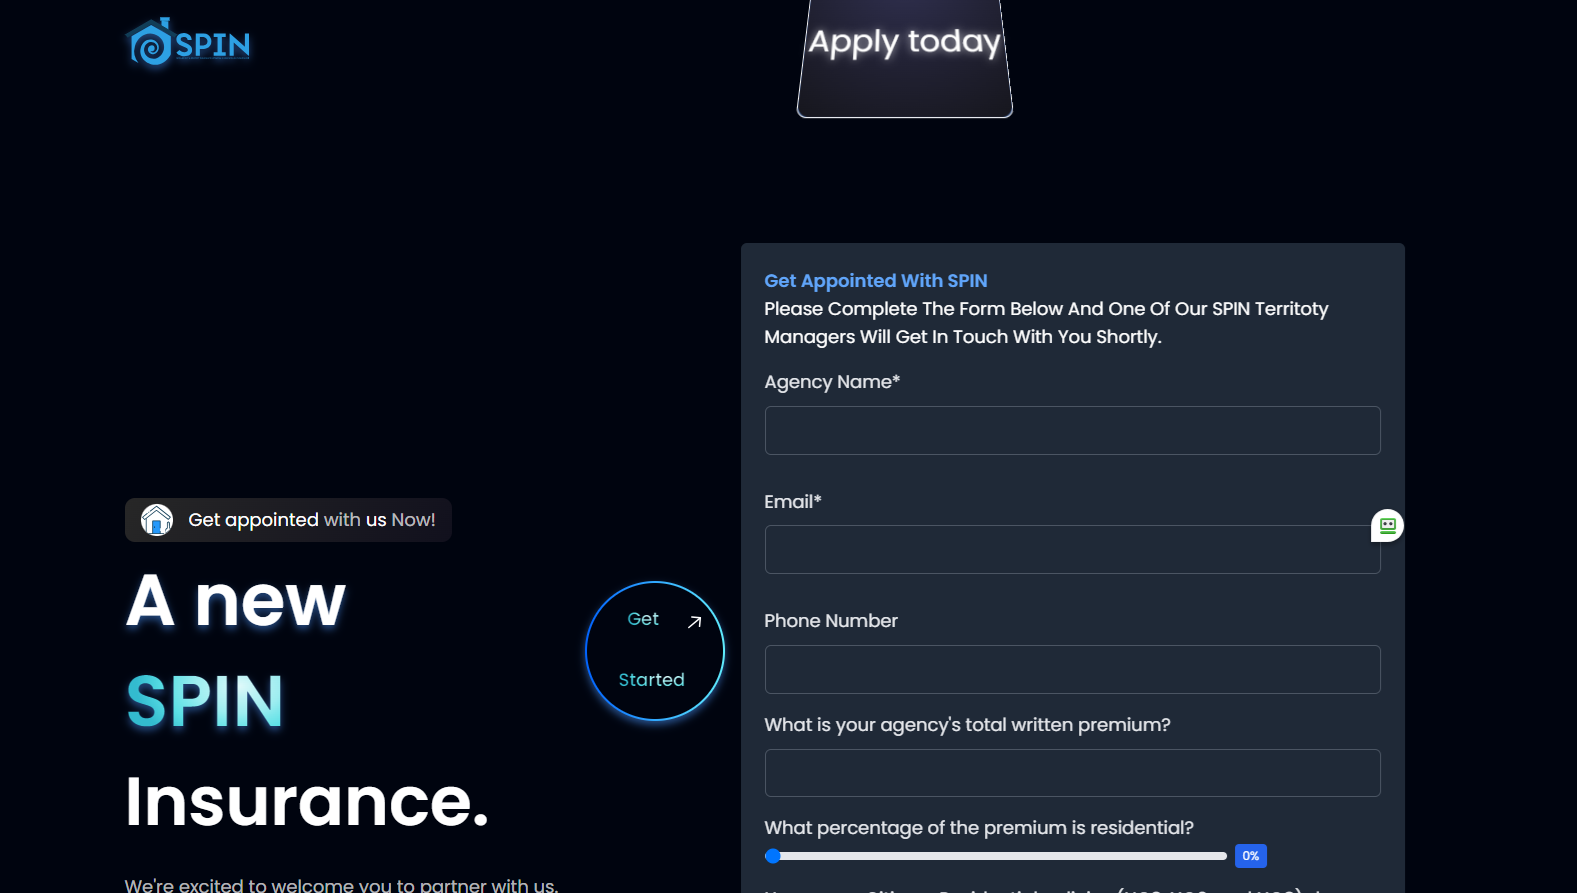 SPIN
Apply today
Get Appointed With SPIN
Please Complete The Form Below And One Of Our SPIN Territoty
Managers Will Get In Touch With You Shortly.
Agency Name*
Email*
Phone Number
What is your agency's total written premium?
What percentage of the premium is residential?
0%
Get appointed with us Now!
A new
SPIN
Insurance.
Get
Started
We're excited to welcome you to partner with us.